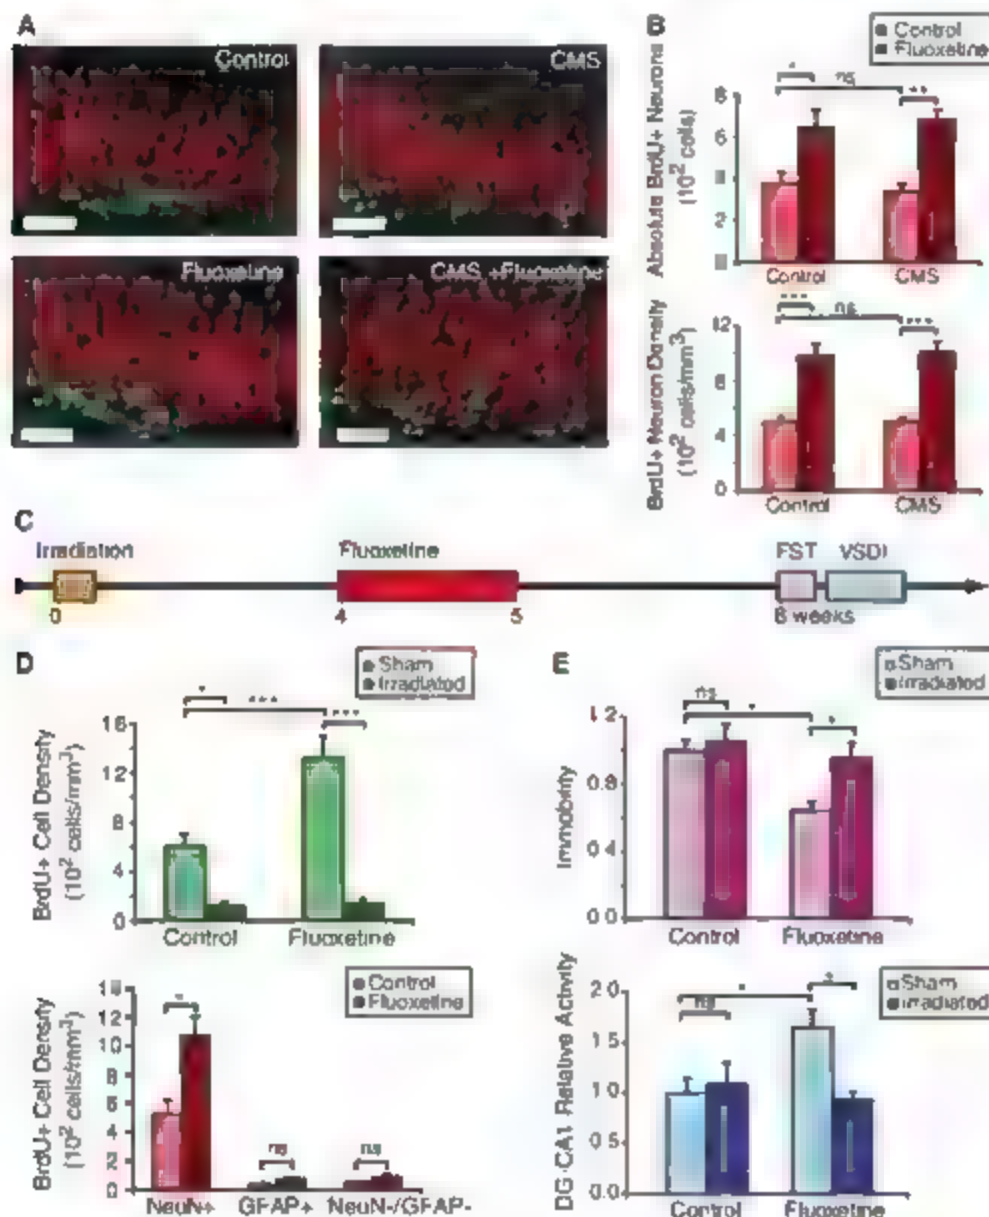 A
Control
CMS
Fluoxetine
CMS +Fluoxetine
B
Control
Fluoxetine
Absolute BrdU+ Neurons
(10² cells)
8
6
2
*
ns
**
Control
CMS
BrdU+ Neuron Density
(10² cells/mm³)
12
8
4
0
***
ns
***
Control
CMS
C
Irradiation
Fluoxetine
FST
VSDI
0
4
5
8 weeks
D
Sham
Irradiated
BrdU+ Cell Density
(10² cells/mm³)
16
12
4
0
*
***
***
Control
Fluoxetine
Control
Fluoxetine
BrdU+ Cell Density
(10² cells/mm³)
12
10
8
6
0
ns
ns
NeuN+
GFAP+
NeuN-/GFAP-
E
Sham
Irradiated
Immobility
1.2
0.8
0.4
0.0
ns
*
*
Control
Fluoxetine
Sham
Irradiated
DG-CA1 Relative Activity
2.0
1.5
1.0
0.5
0.0
ns
*
Control
Fluoxetine